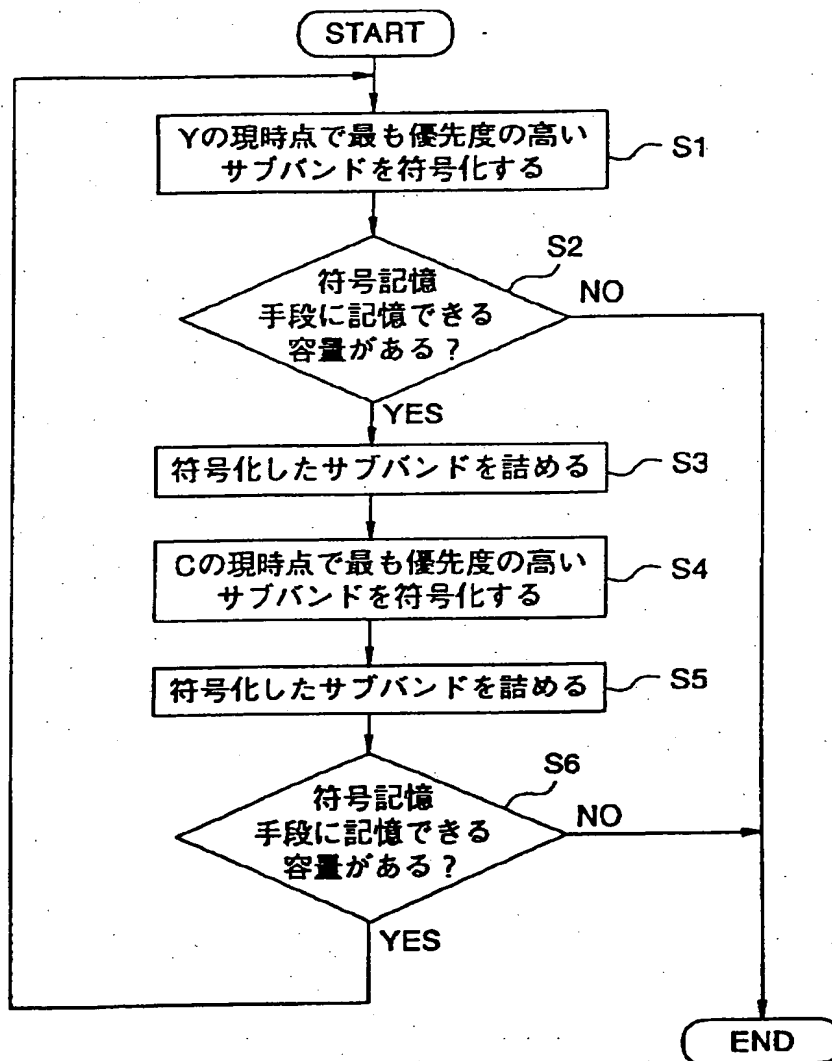 START
Yの現時点で最も優先度の高い
サブバンドを符号化する
S1
符号記憶
手段に記憶できる
容量がある?
S2
NO
YES
符号化したサブバンドを詰める
S3
Cの現時点で最も優先度の高い
サブバンドを符号化する
S4
符号化したサブバンドを詰める
S5
符号記憶
手段に記憶できる
容量がある?
S6
NO
YES
END